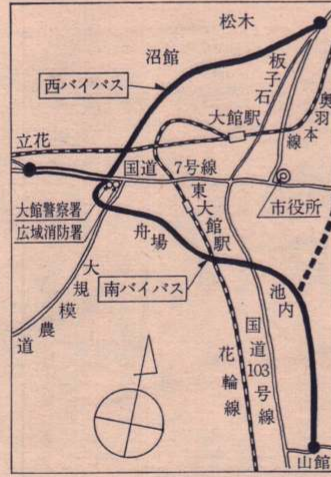 松木
沼館
西バイパス
板子石
奥羽本線
大館駅
立花
国道7号線
大館警察署
広域消防署
東大館駅
市役所
舟場
南バイパス
池内
大規模農道
国道103号線
花輪線
山館